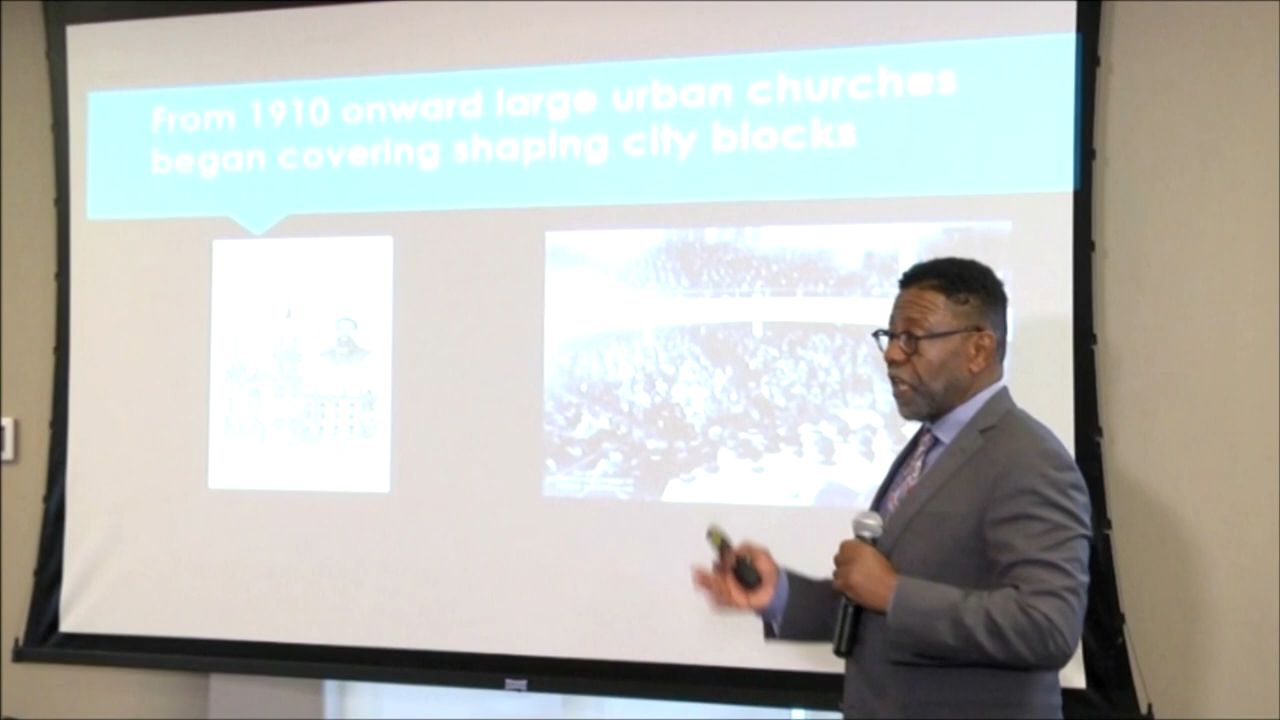 From 1910 onward large urban churches
began covering shaping city blocks